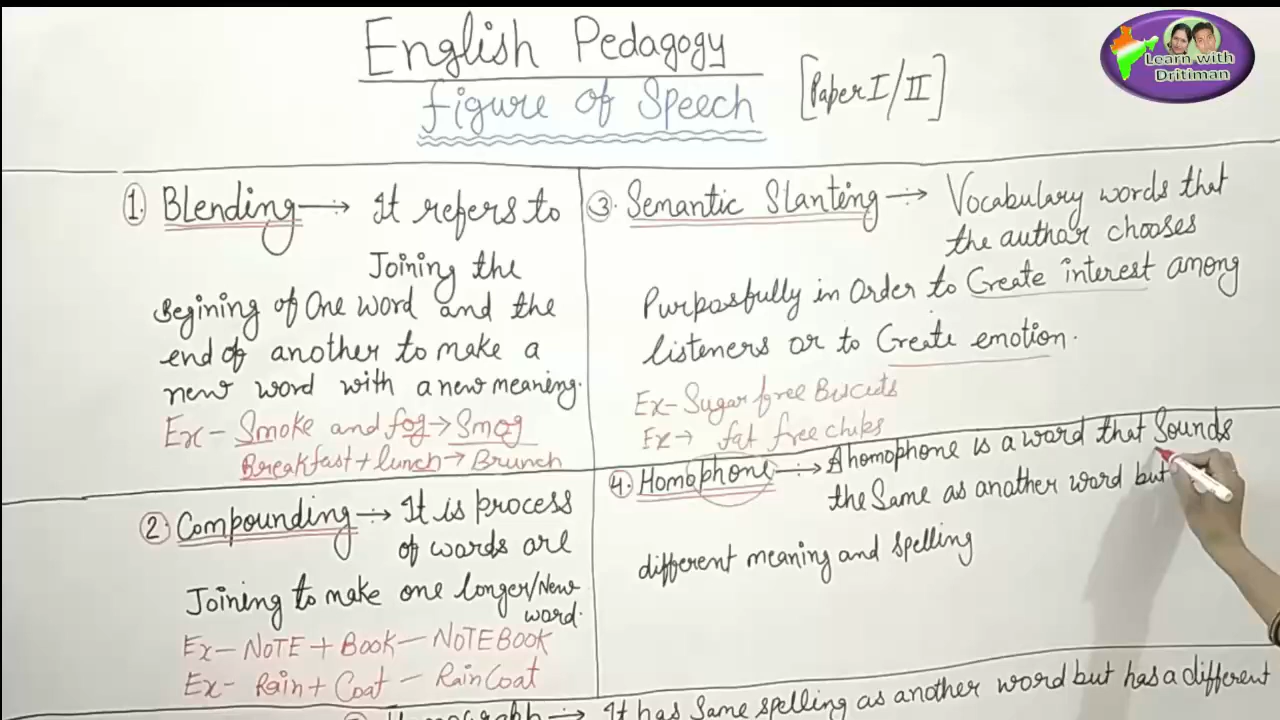 English Pedagogy
Figure of Speech
[Paper I/II]
Learn with
Dritiman
1. Blending → It refers to
Joining the
Begining of One word and the
end of another to make a
new word with a new meaning.
Ex - Smoke and fog → Smog
Breakfast + lunch → Brunch
2 Compounding → It is process
of words are
Joining to make one longer/New
word.
Ex - NOTE + BOOK - NOTEBOOK
Ex - Rain + Coat - RainCoat
3. Semantic Slanting → Vocabulary words that
the author chooses
Purposfully in order to Create interest among
listeners or to Create emotion.
Ex - Sugar free Biscuts
Ex → fat free chips
4. Homophone → A homophone is a word that Sounds
the Same as another word but
different meaning and spelling
Homograph → It has Same spelling as another word but has a different